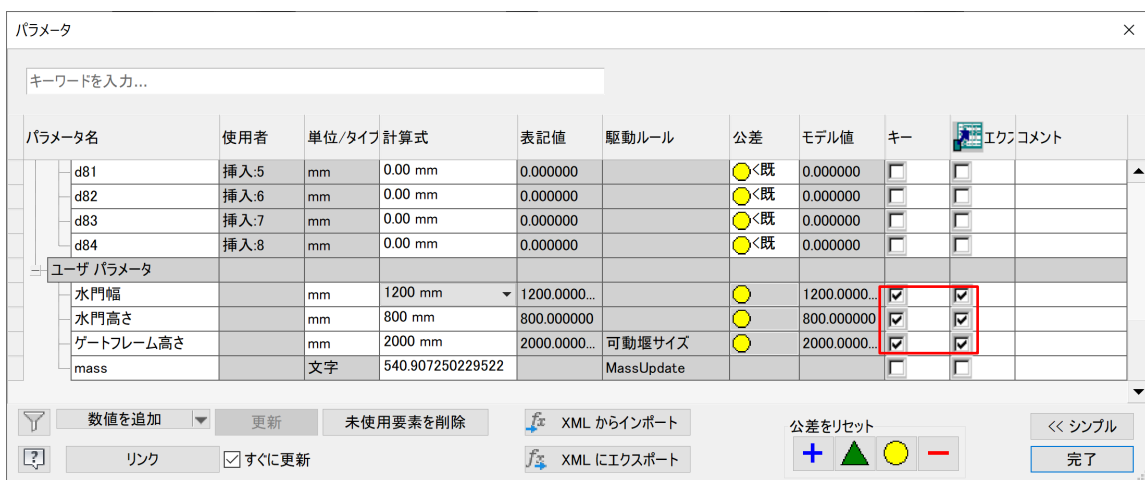 パラメータ
キーワードを入力...
パラメータ名 使用者 単位/タイプ 計算式 表記値 駆動ルール 公差 モデル値 キー エクス コメント
d81 挿入:5 mm 0.00 mm 0.000000 <既 0.000000
d82 挿入:6 mm 0.00 mm 0.000000 <既 0.000000
d83 挿入:7 mm 0.00 mm 0.000000 <既 0.000000
d84 挿入:8 mm 0.00 mm 0.000000 <既 0.000000
ユーザ パラメータ
水門幅 mm 1200 mm 1200.0000... 1200.0000...
水門高さ mm 800 mm 800.000000 800.000000
ゲートフレーム高さ mm 2000 mm 2000.0000... 可動堰サイズ 2000.0000...
mass 文字 540.907250229522 MassUpdate
数値を追加 更新 未使用要素を削除 fx XML からインポート 公差をリセット << シンプル
リンク すぐに更新 fx XML にエクスポート 完了